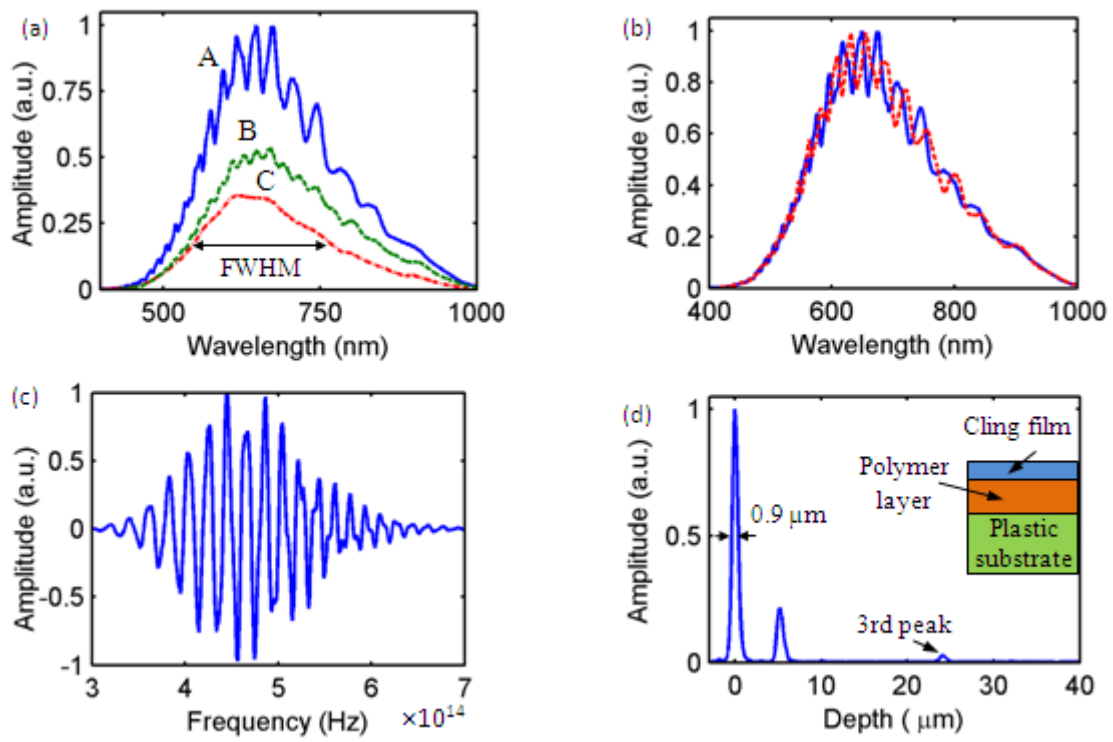 (a)
Amplitude (a.u.)
1
0.75
0.5
0.25
0
A
B
C
FWHM
500
750
1000
Wavelength (nm)
(b)
Amplitude (a.u.)
1
0.8
0.6
0.4
0.2
0
400
600
800
1000
Wavelength (nm)
(c)
Amplitude (a.u.)
1
0.5
0
-0.5
-1
3
4
5
6
7
Frequency (Hz)
×10¹⁴
(d)
Amplitude (a.u.)
1
0.5
0
0.9 µm
Cling film
Polymer
layer
Plastic
substrate
3rd peak
0
10
20
30
40
Depth ( µm)